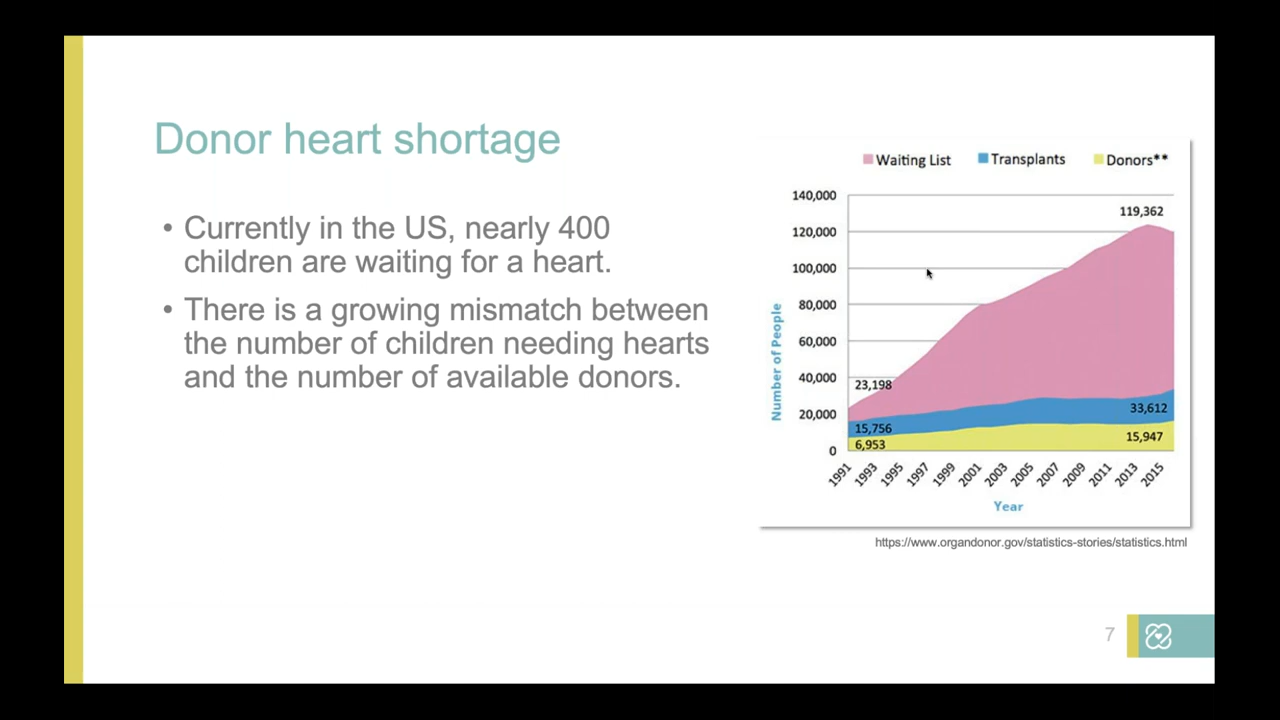 Donor heart shortage
• Currently in the US, nearly 400
children are waiting for a heart.
• There is a growing mismatch between
the number of children needing hearts
and the number of available donors.
Waiting List Transplants Donors**
140,000
120,000
100,000
80,000
60,000
40,000
20,000
0
119,362
23,198
33,612
15,756
15,947
6,953
Number of People
1991 1993 1995 1997 1999 2001 2003 2005 2007 2009 2011 2013 2015
Year
https://www.organdonor.gov/statistics-stories/statistics.html
7